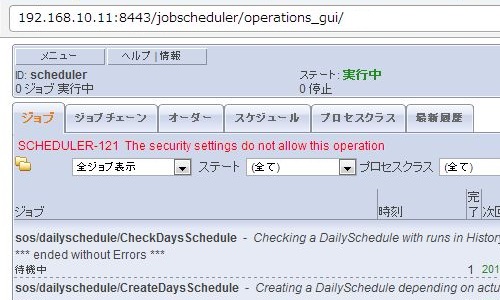 192.168.10.11:8443/jobscheduler/operations_gui/
メニュー ヘルプ | 情報
ID: scheduler ステート: 実行中
0 ジョブ 実行中 0 停止
ジョブ ジョブチェーン オーダー スケジュール プロセスクラス 最新履歴
SCHEDULER-121 The security settings do not allow this operation
全ジョブ表示 ステート (全て) プロセスクラス (全て)
完
ジョブ 時刻 了 次回
sos/dailyschedule/CheckDaysSchedule - Checking a DailySchedule with runs in History
*** ended without Errors ***
待機中 1 201
sos/dailyschedule/CreateDaysSchedule - Creating a DailySchedule depending on actu